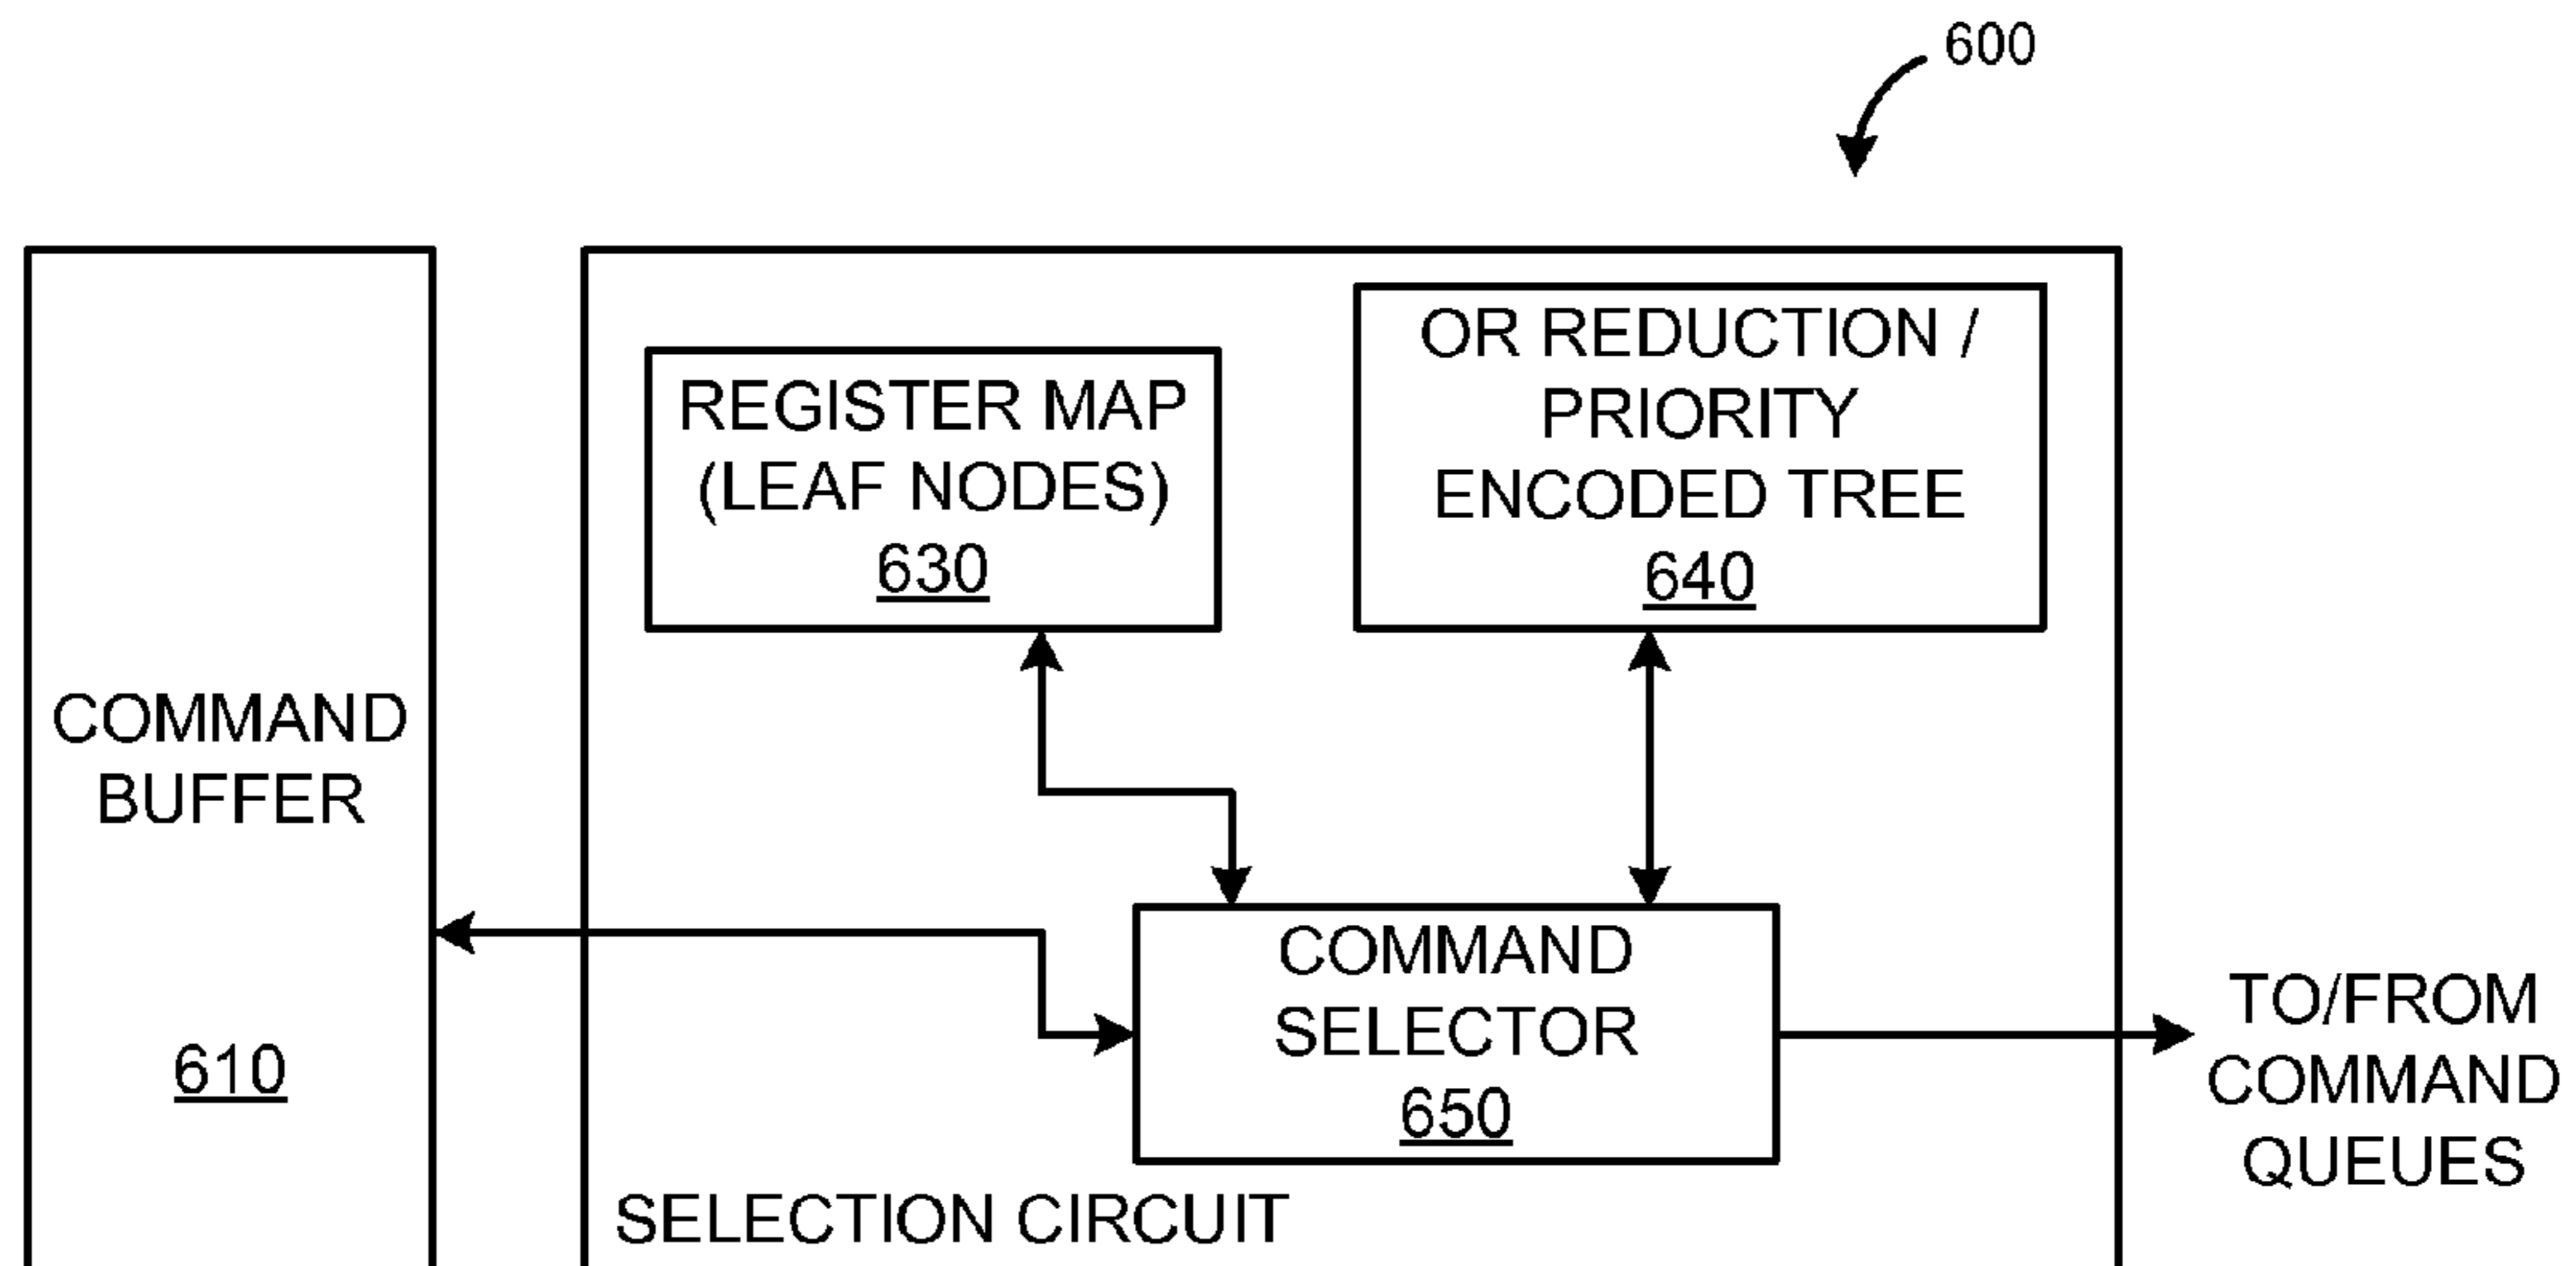 600
COMMAND
BUFFER
610
REGISTER MAP
(LEAF NODES)
630
OR REDUCTION /
PRIORITY
ENCODED TREE
640
COMMAND
SELECTOR
650
SELECTION CIRCUIT
TO/FROM
COMMAND
QUEUES